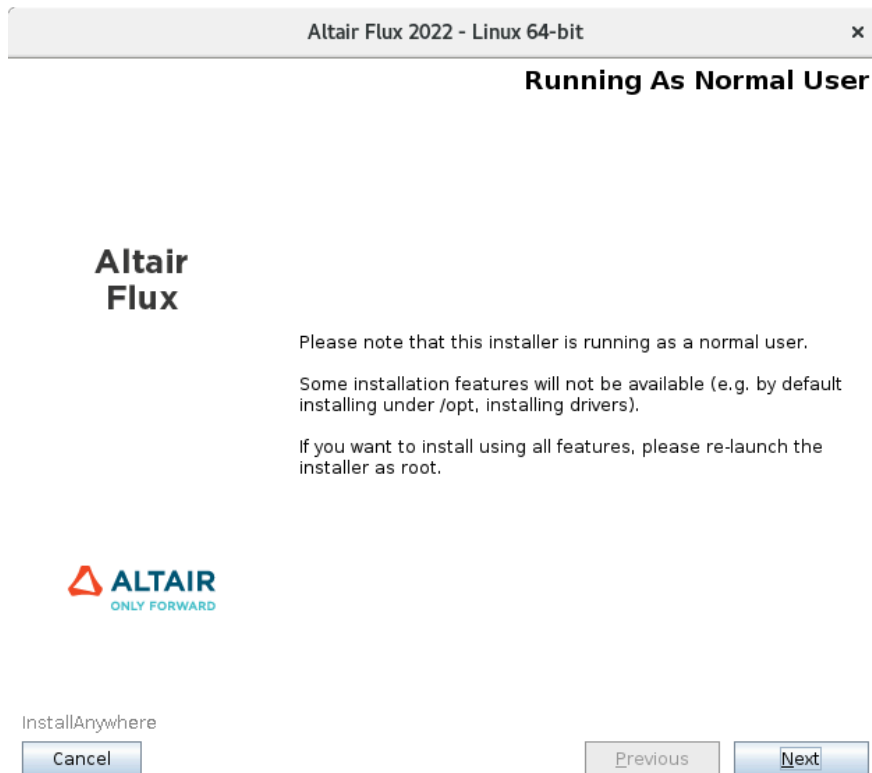 Altair Flux 2022 - Linux 64-bit ×
Running As Normal User
Altair
Flux
Please note that this installer is running as a normal user.
Some installation features will not be available (e.g. by default
installing under /opt, installing drivers).
If you want to install using all features, please re-launch the
installer as root.
ALTAIR
ONLY FORWARD
InstallAnywhere
Cancel Previous Next